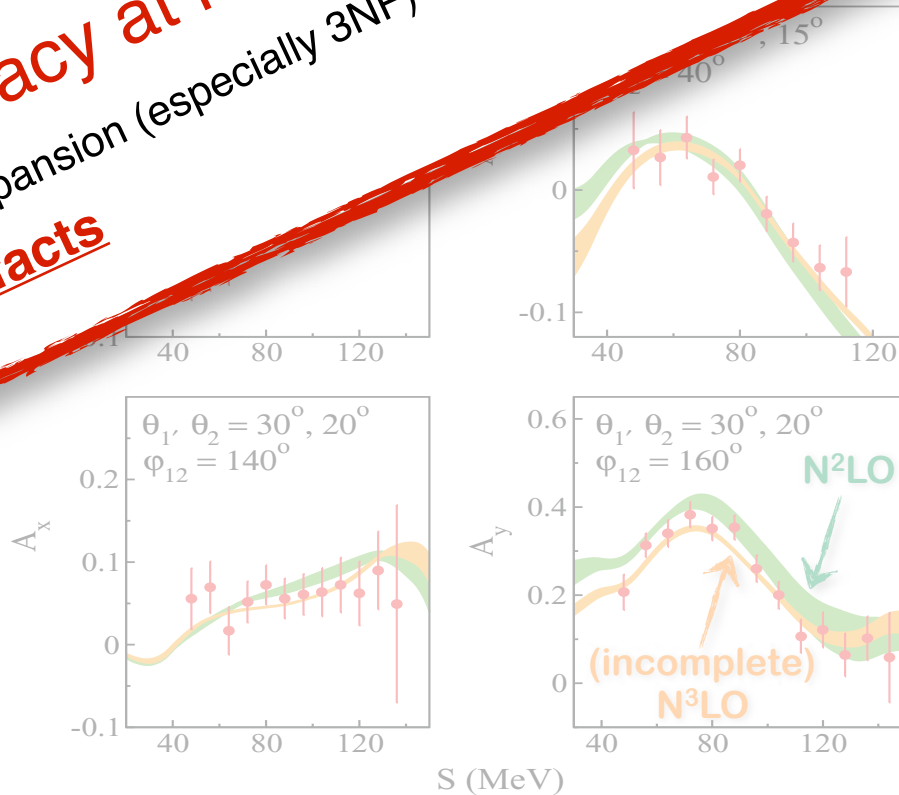 acy at
pansion (especially 3NF)
facts
, 15°
40°
0
-0.1
40 80 120
40 80 120
θ₁, θ₂ = 30°, 20°
φ₁₂ = 140°
0.2
0.1
0
-0.1
Aₓ
40 80 120
θ₁, θ₂ = 30°, 20°
φ₁₂ = 160°
N²LO
0.6
0.4
0.2
0
A_y
(incomplete)
N³LO
40 80 120
S (MeV)